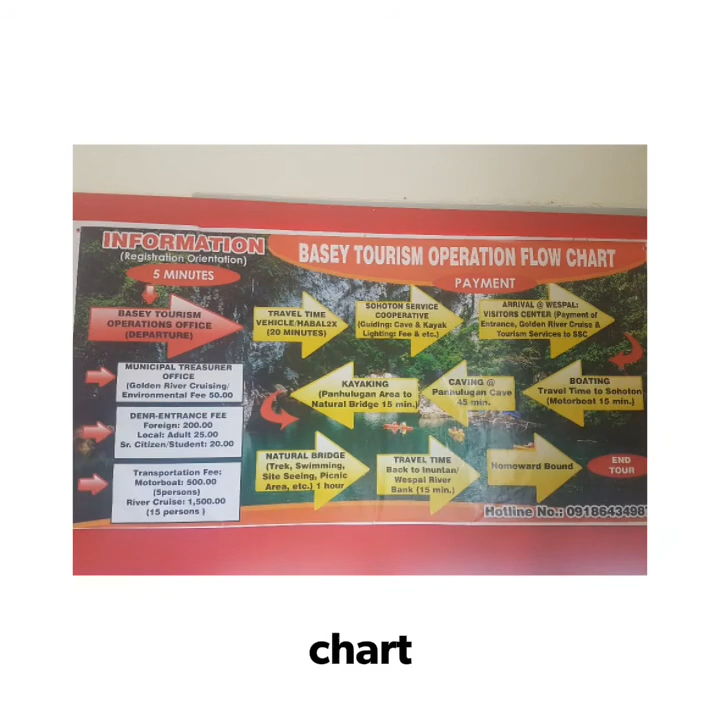 INFORMATION
(Registration Orientation)
5 MINUTES
BASEY TOURISM OPERATION FLOW CHART
PAYMENT
BASEY TOURISM
OPERATIONS OFFICE
(DEPARTURE)
TRAVEL TIME
VEHICLE/HABAL2X
(20 MINUTES)
SOHOTON SERVICE
COOPERATIVE
(Guiding: Cave & Kayak
Lighting: Fee & etc.)
ARRIVAL @ WESPAL:
VISITORS CENTER (Payment of
Entrance, Golden River Cruise &
Tourism Services to SSC
BOATING
Travel Time to Sohoton
(Motorboat 15 min.)
CAVING @
Panhulugan Cave
45 min.
KAYAKING
(Panhulugan Area to
Natural Bridge 15 min.)
NATURAL BRIDGE
(Trek, Swimming,
Site Seeing, Picnic
Area, etc.) 1 hour
TRAVEL TIME
Back to Inuntan/
Wespal River
Bank (15 min.)
Homeward Bound
END
TOUR
MUNICIPAL TREASURER
OFFICE
(Golden River Cruising/
Environmental Fee 50.00
DENR-ENTRANCE FEE
Foreign: 200.00
Local: Adult 25.00
Sr. Citizen/Student: 20.00
Transportation Fee:
Motorboat: 500.00
(5persons)
River Cruise: 1,500.00
(15 persons )
Hotline No.: 0918643498
chart